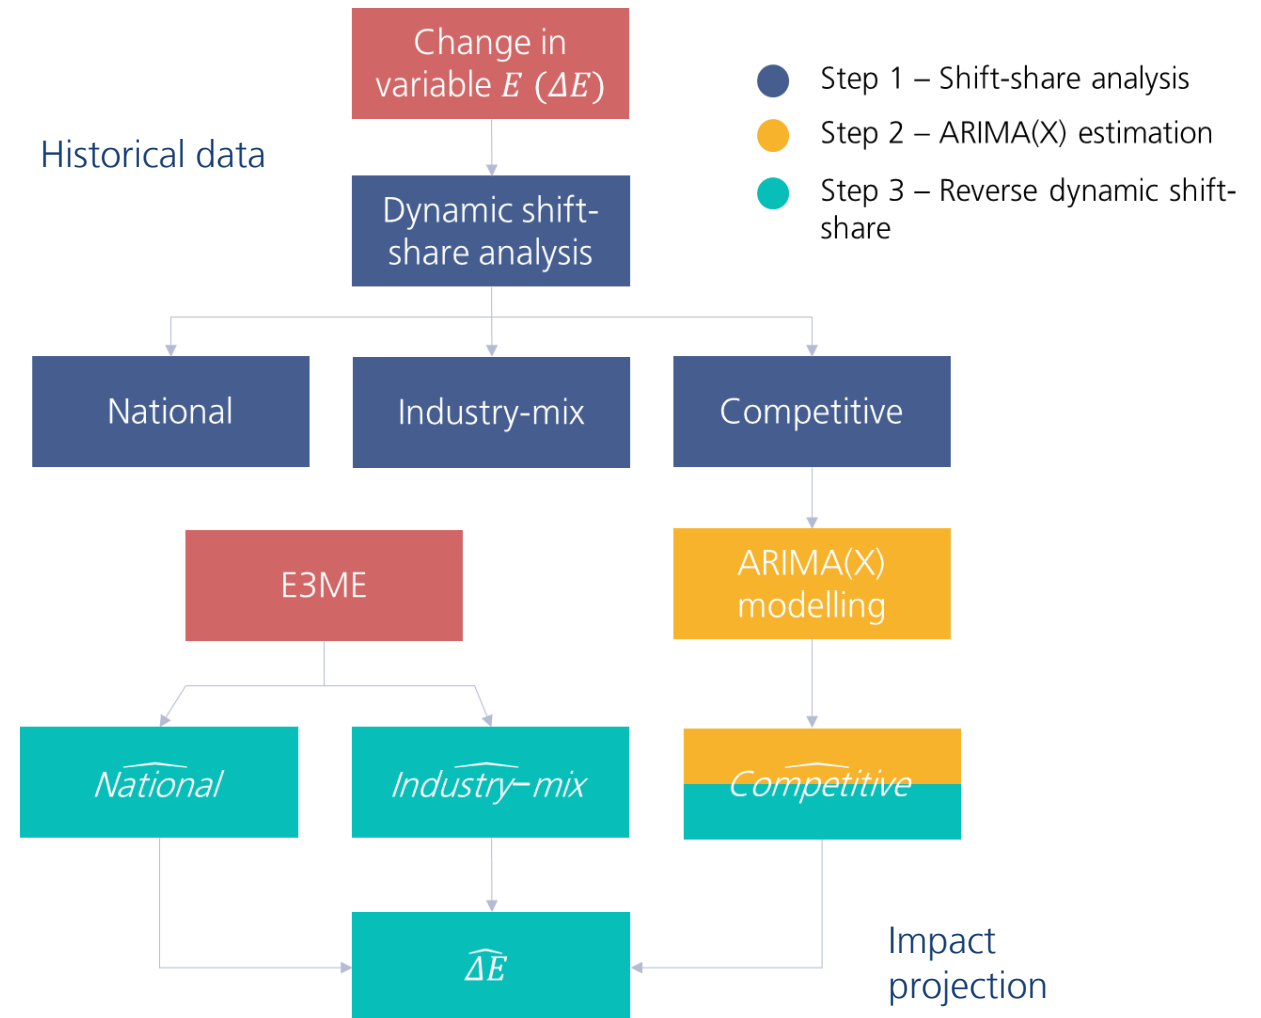 Change in
variable E (ΔE)
Step 1 – Shift-share analysis
Step 2 – ARIMA(X) estimation
Step 3 – Reverse dynamic shift-
share
Historical data
Dynamic shift-
share analysis
National
Industry-mix
Competitive
E3ME
ARIMA(X)
modelling
National
Industry–mix
Competitive
ΔE
Impact
projection